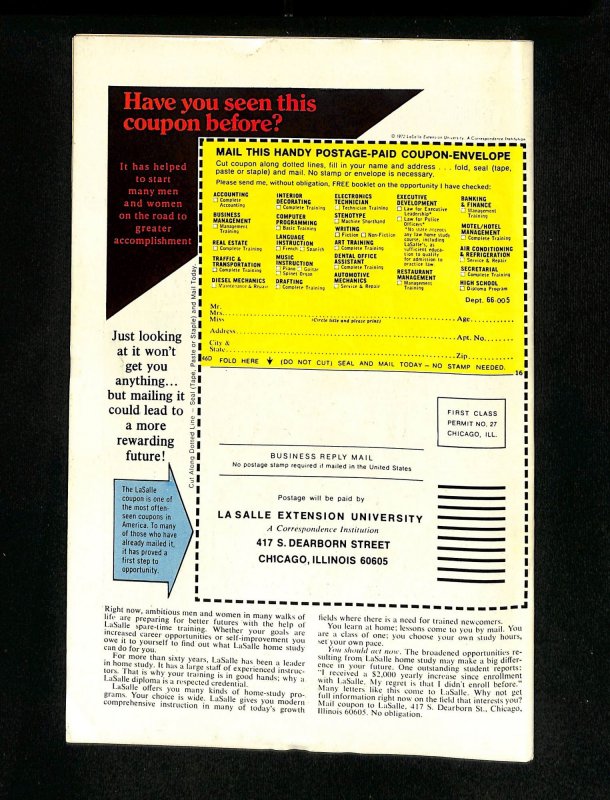 Have you seen this
coupon before?
© 1972 LaSalle Extension University, A Correspondence Institution
It has helped
to start
many men
and women
on the road to
greater
accomplishment
MAIL THIS HANDY POSTAGE-PAID COUPON-ENVELOPE
Cut coupon along dotted lines, fill in your name and address . . . fold, seal (tape,
paste or staple) and mail. No stamp or envelope is necessary.
Please send me, without obligation, FREE booklet on the opportunity I have checked:
ACCOUNTING
Complete
Accounting
BUSINESS
MANAGEMENT
Management
Training
REAL ESTATE
Complete Training
TRAFFIC &
TRANSPORTATION
Complete Training
DIESEL MECHANICS
Maintenance & Repair
INTERIOR
DECORATING
Complete Training
COMPUTER
PROGRAMMING
Basic Training
LANGUAGE
INSTRUCTION
French Spanish
MUSIC
INSTRUCTION
Piano Guitar
Spinet Organ
DRAFTING
Complete Training
ELECTRONICS
TECHNICIAN
Technician Training
STENOTYPE
Machine Shorthand
WRITING
Fiction Non-Fiction
ART TRAINING
Complete Training
DENTAL OFFICE
ASSISTANT
Complete Training
AUTOMOTIVE
MECHANICS
Service & Repair
EXECUTIVE
DEVELOPMENT
Law for Executive
Leadership*
Law for Police
Officers*
*No state accepts
any law home study
course, including
LaSalle's, as
sufficient educa-
tion to qualify
for admission to
practice law
RESTAURANT
MANAGEMENT
Management
Training
BANKING
& FINANCE
Management
Training
MOTEL/HOTEL
MANAGEMENT
Complete Training
AIR CONDITIONING
& REFRIGERATION
Service & Repair
SECRETARIAL
Complete Training
HIGH SCHOOL
Diploma Program
Dept. 66-005
Mr.
Mrs.
Miss
(Circle title and please print)
Age
Address
Apt. No.
City &
State
Zip
46D FOLD HERE (DO NOT CUT) SEAL AND MAIL TODAY – NO STAMP NEEDED.
16
Cut Along Dotted Line – Seal (Tape, Paste or Staple) and Mail Today
Just looking
at it won't
get you
anything...
but mailing it
could lead to
a more
rewarding
future!
The LaSalle
coupon is one of
the most often-
seen coupons in
America. To many
of those who have
already mailed it,
it has proved a
first step to
opportunity.
FIRST CLASS
PERMIT NO. 27
CHICAGO, ILL.
BUSINESS REPLY MAIL
No postage stamp required if mailed in the United States
Postage will be paid by
LA SALLE EXTENSION UNIVERSITY
A Correspondence Institution
417 S. DEARBORN STREET
CHICAGO, ILLINOIS 60605
Right now, ambitious men and women in many walks of
life are preparing for better futures with the help of
LaSalle spare-time training. Whether your goals are
increased career opportunities or self-improvement you
owe it to yourself to find out what LaSalle home study
can do for you.
For more than sixty years, LaSalle has been a leader
in home study. It has a large staff of experienced instruc-
tors. That is why your training is in good hands; why a
LaSalle diploma is a respected credential.
LaSalle offers you many kinds of home-study pro-
grams. Your choice is wide. LaSalle gives you modern
comprehensive instruction in many of today's growth
fields where there is a need for trained newcomers.
You learn at home; lessons come to you by mail. You
are a class of one; you choose your own study hours,
set your own pace.
You should act now. The broadened opportunities re-
sulting from LaSalle home study may make a big differ-
ence in your future. One outstanding student reports:
"I received a $2,000 yearly increase since enrollment
with LaSalle. My regret is that I didn't enroll before."
Many letters like this come to LaSalle. Why not get
full information right now on the field that interests you?
Mail coupon to LaSalle, 417 S. Dearborn St., Chicago,
Illinois 60605. No obligation.